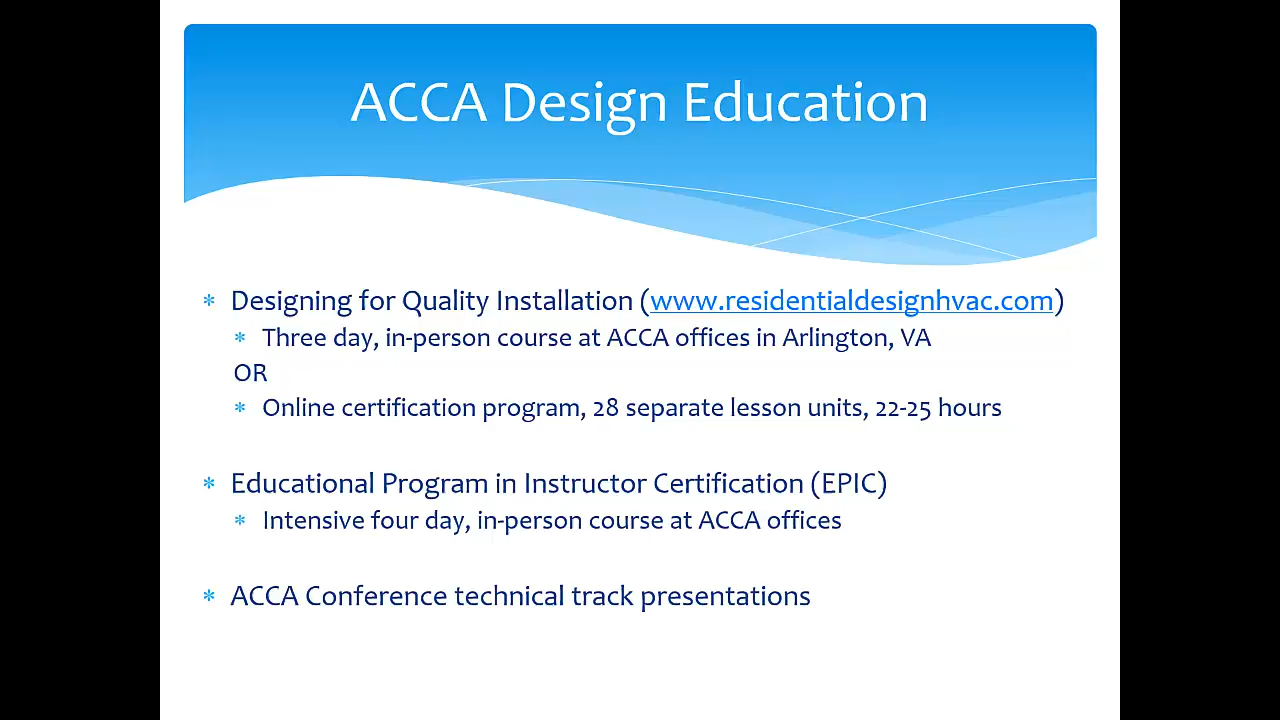 ACCA Design Education
* Designing for Quality Installation (www.residentialdesignhvac.com)
* Three day, in-person course at ACCA offices in Arlington, VA
OR
* Online certification program, 28 separate lesson units, 22-25 hours
* Educational Program in Instructor Certification (EPIC)
* Intensive four day, in-person course at ACCA offices
* ACCA Conference technical track presentations